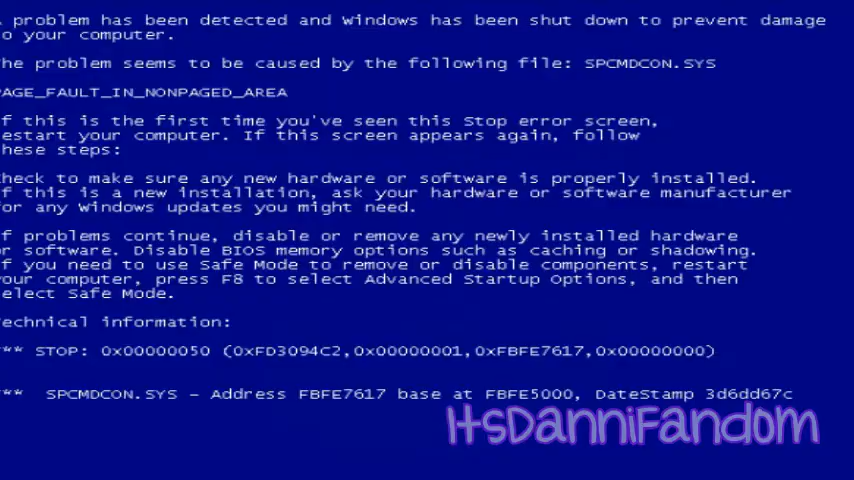 problem has been detected and Windows has been shut down to prevent damage
o your computer.
he problem seems to be caused by the following file: SPCMDCON.SYS
PAGE_FAULT_IN_NONPAGED_AREA
f this is the first time you've seen this Stop error screen,
estart your computer. If this screen appears again, follow
hese steps:
heck to make sure any new hardware or software is properly installed.
f this is a new installation, ask your hardware or software manufacturer
or any Windows updates you might need.
f problems continue, disable or remove any newly installed hardware
r software. Disable BIOS memory options such as caching or shadowing.
f you need to use Safe Mode to remove or disable components, restart
our computer, press F8 to select Advanced Startup Options, and then
elect Safe Mode.
echnical information:
** STOP: 0x00000050 (0xFD3094C2,0x00000001,0xFBFE7617,0x00000000)
** SPCMDCON.SYS - Address FBFE7617 base at FBFE5000, DateStamp 3d6dd67c
ItsDanniFandom